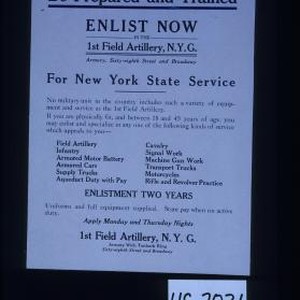 Be Prepared and Trained
ENLIST NOW
IN THE
1st Field Artillery, N.Y.G.
Armory, Sixty-eighth Street and Broadway
For New York State Service
No military unit in the country includes such a variety of equip-
ment and service as the 1st Field Artillery.
If you are physically fit, and between 18 and 45 years of age, you
may enlist and specialize in any one of the following kinds of service
which appeals to you—
Field Artillery
Infantry
Armored Motor Battery
Armored Cars
Supply Trucks
Aqueduct Duty with Pay
Cavalry
Signal Work
Machine Gun Work
Transport Trucks
Motorcycles
Rifle and Revolver Practice
ENLISTMENT TWO YEARS
Uniforms and full equipment supplied. State pay when on active
duty.
Apply Monday and Thursday Nights
1st Field Artillery, N. Y. G.
Sixty-eighth Street and Broadway